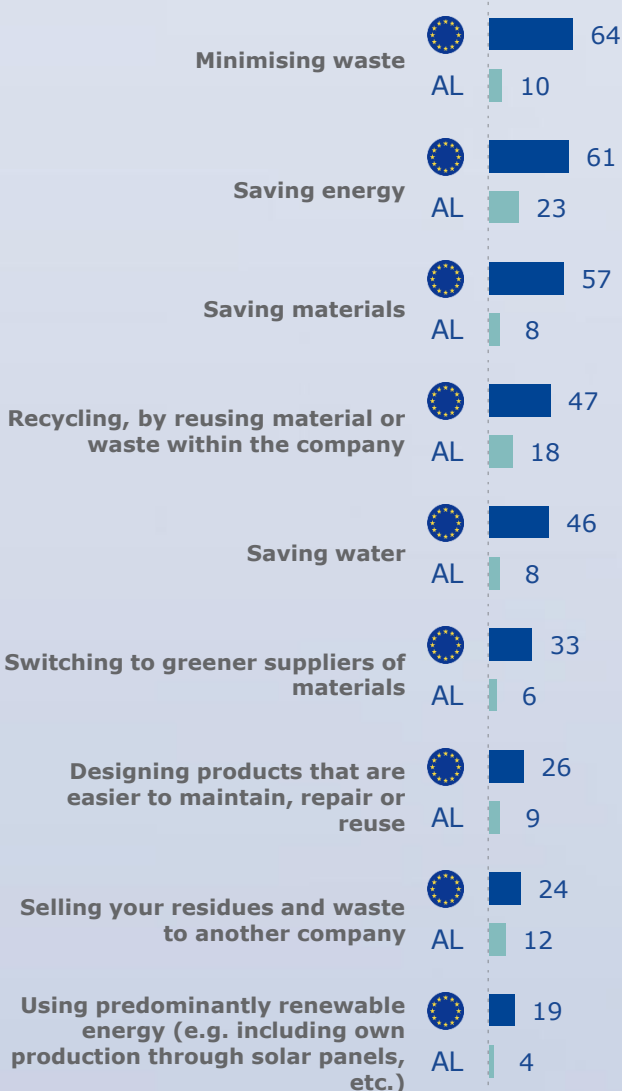 Minimising waste
64
AL 10
Saving energy
61
AL 23
Saving materials
57
AL 8
Recycling, by reusing material or
waste within the company
47
AL 18
Saving water
46
AL 8
Switching to greener suppliers of
materials
33
AL 6
Designing products that are
easier to maintain, repair or
reuse
26
AL 9
Selling your residues and waste
to another company
24
AL 12
Using predominantly renewable
energy (e.g. including own
production through solar panels,
etc.)
19
AL 4